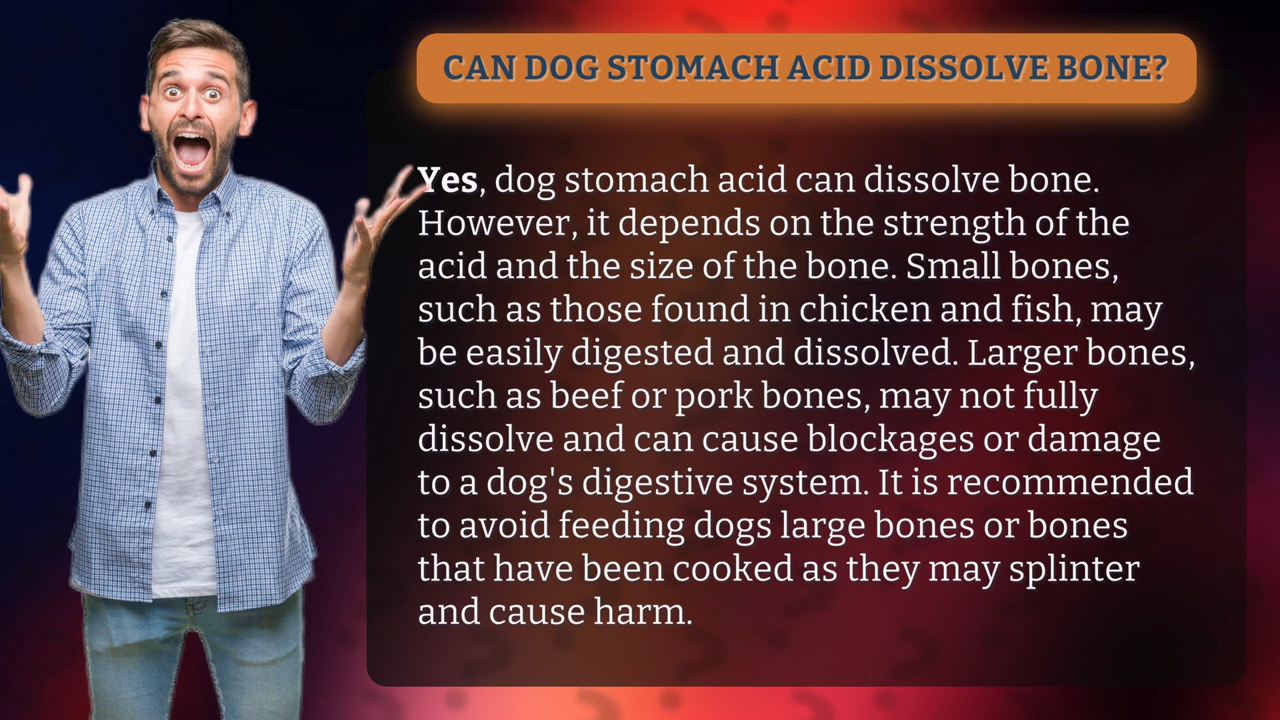 CAN DOG STOMACH ACID DISSOLVE BONE?
Yes, dog stomach acid can dissolve bone.
However, it depends on the strength of the
acid and the size of the bone. Small bones,
such as those found in chicken and fish, may
be easily digested and dissolved. Larger bones,
such as beef or pork bones, may not fully
dissolve and can cause blockages or damage
to a dog's digestive system. It is recommended
to avoid feeding dogs large bones or bones
that have been cooked as they may splinter
and cause harm.